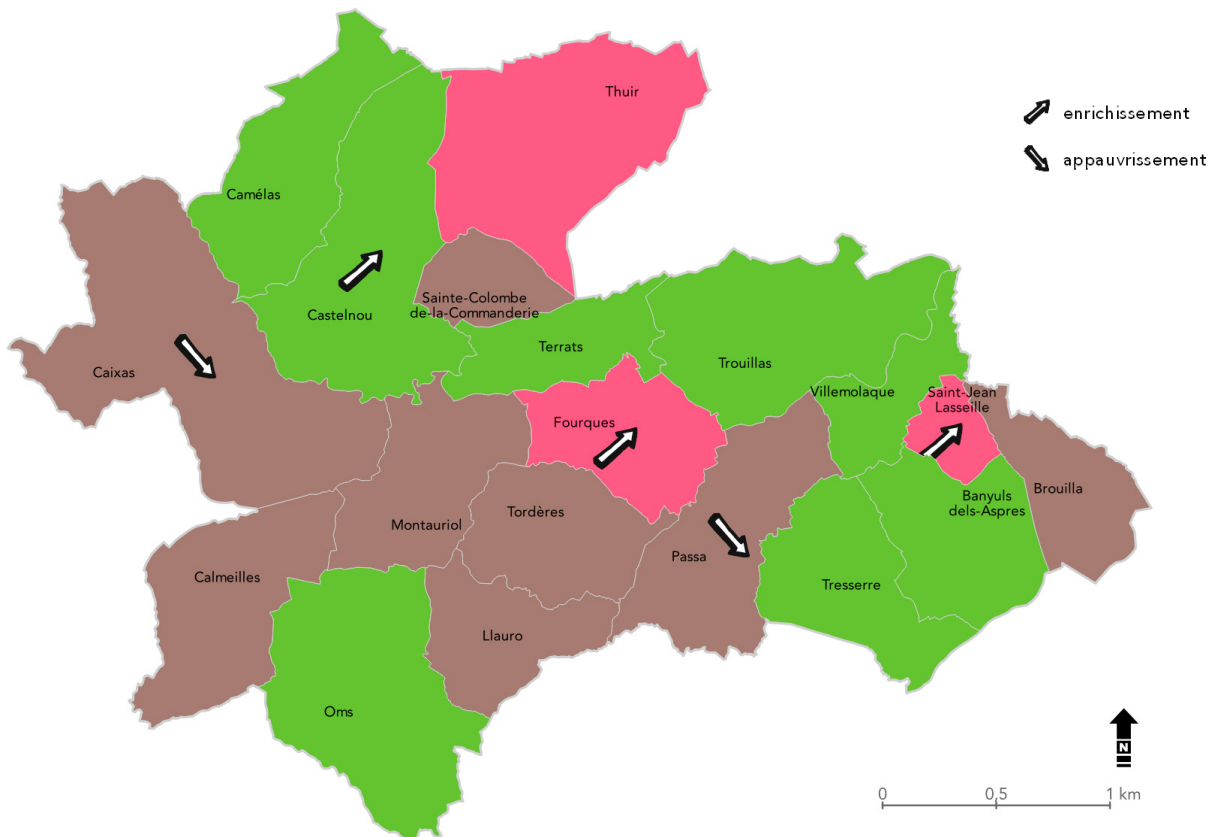 Thuir
enrichissement
appauvrissement
Camélas
Sainte-Colombe
de-la-Commanderie
Castelnou
Terrats
Trouillas
Caixas
Villemolaque
Saint-Jean
Lasseille
Fourques
Brouilla
Banyuls
dels-Aspres
Tordères
Montauriol
Passa
Calmeilles
Tresserre
Llauro
Oms
N
0
0,5
1 km